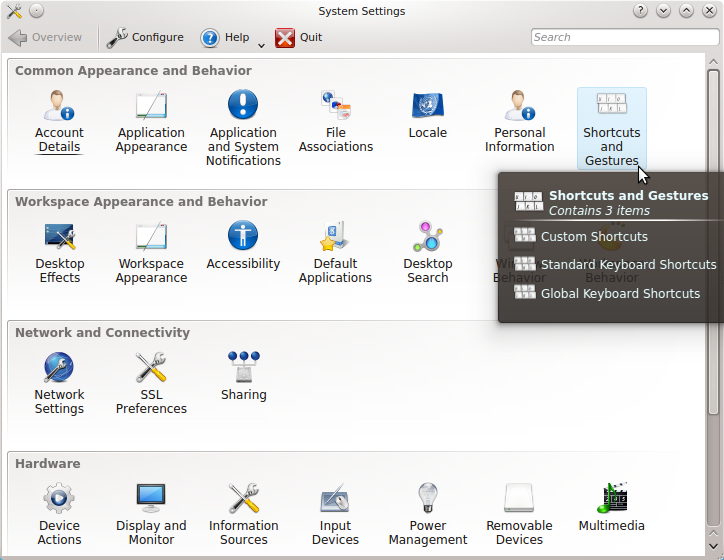 System Settings
Overview Configure Help Quit Search
Common Appearance and Behavior
Account Details
Application Appearance
Application and System Notifications
File Associations
Locale
Personal Information
Shortcuts and Gestures
Shortcuts and Gestures
Contains 3 items
Custom Shortcuts
Standard Keyboard Shortcuts
Global Keyboard Shortcuts
Workspace Appearance and Behavior
Desktop Effects
Workspace Appearance
Accessibility
Default Applications
Desktop Search
Behavior
Behavior
Network and Connectivity
Network Settings
SSL Preferences
Sharing
Hardware
Device Actions
Display and Monitor
Information Sources
Input Devices
Power Management
Removable Devices
Multimedia